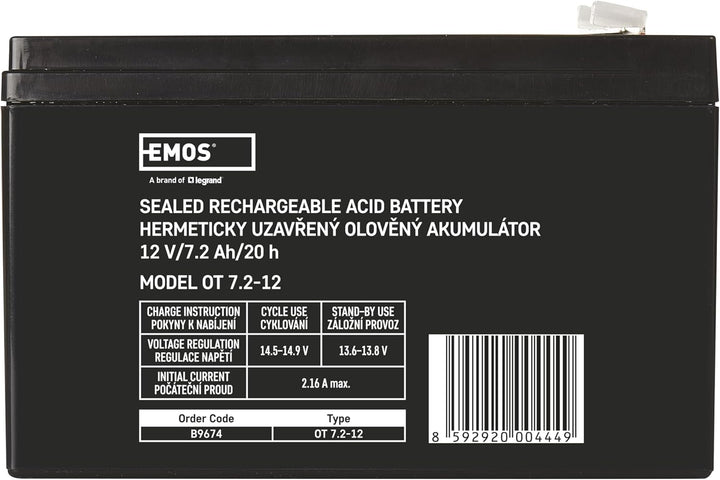 EMOS®
A brand of legrand
SEALED RECHARGEABLE ACID BATTERY
HERMETICKY UZAVŘENÝ OLOVĚNÝ AKUMULÁTOR
12 V/7.2 Ah/20 h
MODEL OT 7.2-12
CHARGE INSTRUCTION CYCLE USE STAND-BY USE
POKYNY K NABÍJENÍ CYKLOVÁNÍ ZÁLOŽNÍ PROVOZ
VOLTAGE REGULATION 14.5-14.9 V 13.6-13.8 V
REGULACE NAPĚTÍ
INITIAL CURRENT 2.16 A max.
POČÁTEČNÍ PROUD
Order Code Type
B9674 OT 7.2-12
8 592920 004449